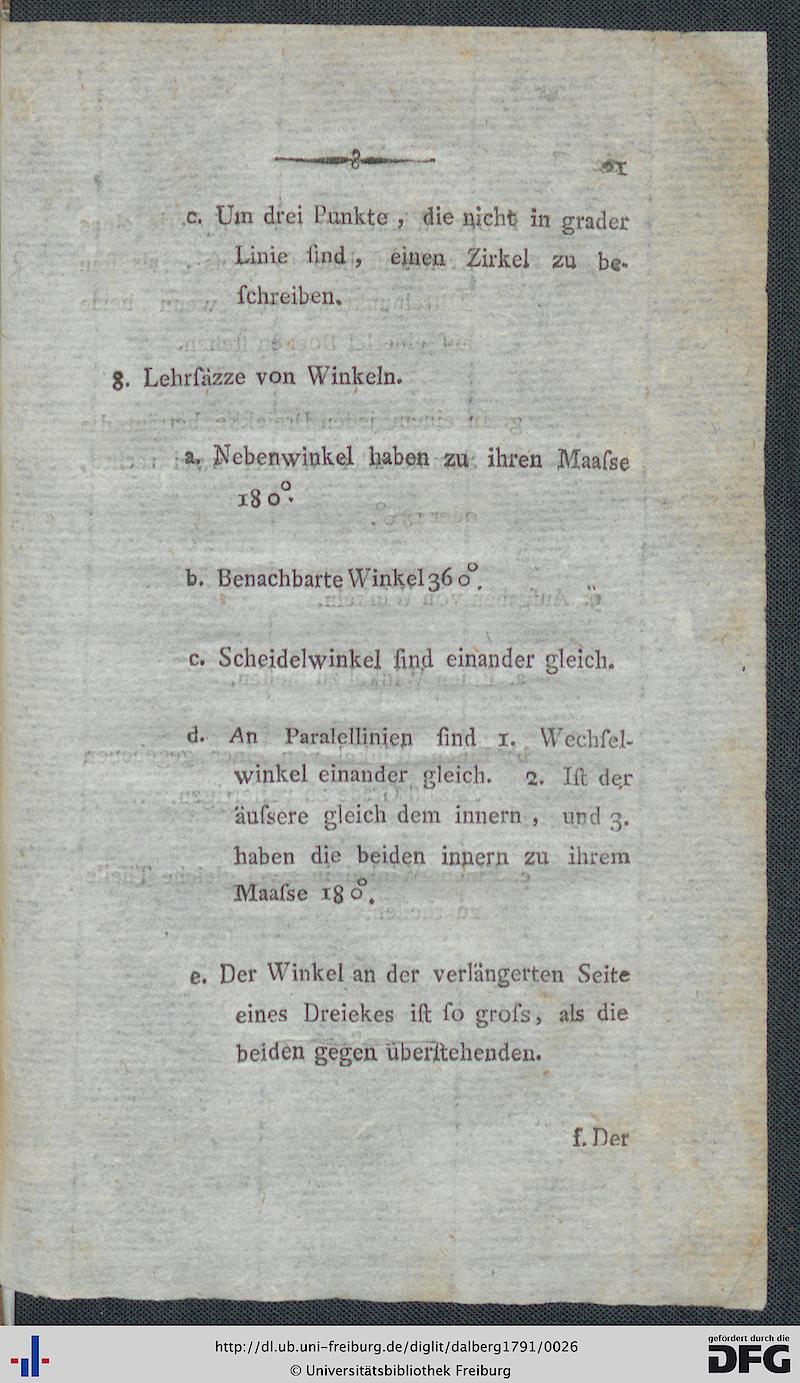 21
c. Um drei Punkte, die nicht in grader
Linie ſind, einen Zirkel zu be-
ſchreiben.
8. Lehrſäzze von Winkeln.
a. Nebenwinkel haben zu ihren Maaſse
180°.
b. Benachbarte Winkel 360°.
c. Scheidelwinkel ſind einander gleich.
d. An Paralellinien ſind 1. Wechſel-
winkel einander gleich. 2. Iſt der
äuſsere gleich dem innern, und 3.
haben die beiden innern zu ihrem
Maaſse 180°.
e. Der Winkel an der verlängerten Seite
eines Dreiekes iſt ſo groſs, als die
beiden gegen überſtehenden.
f. Der
http://dl.ub.uni-freiburg.de/diglit/dalberg1791/0026
© Universitätsbibliothek Freiburg
gefördert durch die
DFG